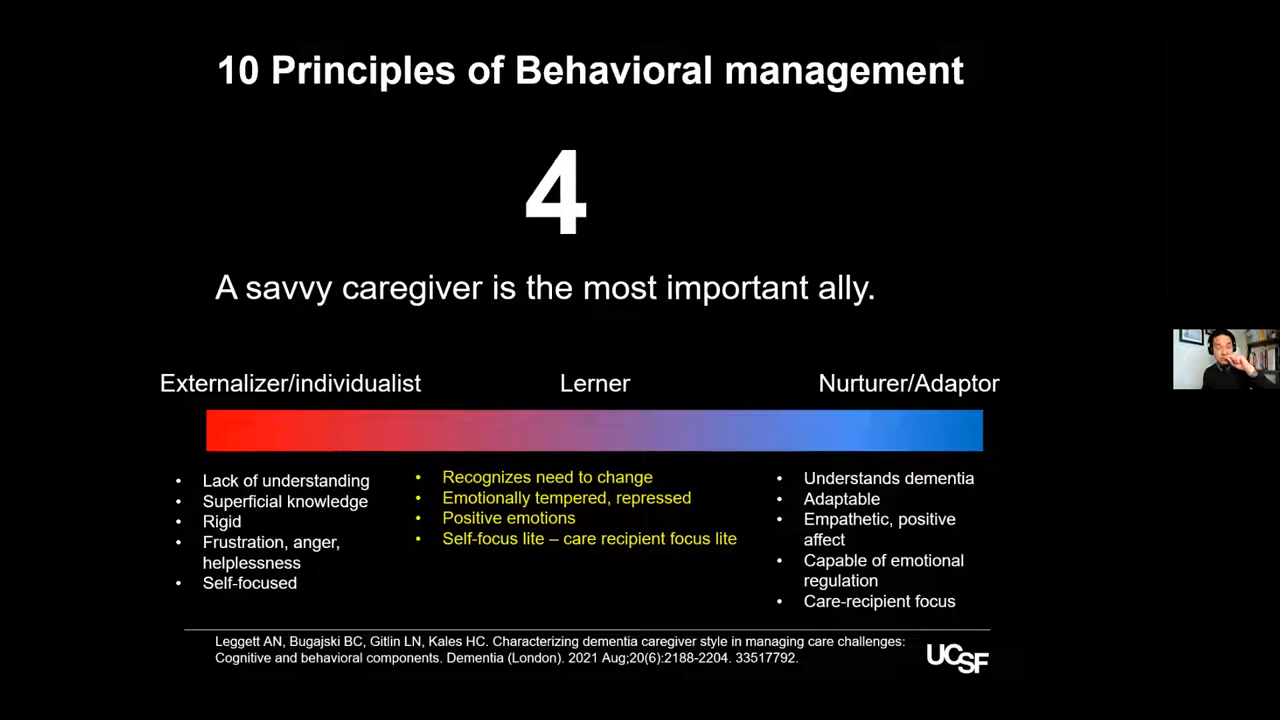 10 Principles of Behavioral management
4
A savvy caregiver is the most important ally.
Externalizer/individualist
Lerner
Nurturer/Adaptor
• Lack of understanding
• Superficial knowledge
• Rigid
• Frustration, anger,
helplessness
• Self-focused
• Recognizes need to change
• Emotionally tempered, repressed
• Positive emotions
• Self-focus lite – care recipient focus lite
• Understands dementia
• Adaptable
• Empathetic, positive
affect
• Capable of emotional
regulation
• Care-recipient focus
Leggett AN, Bugajski BC, Gitlin LN, Kales HC. Characterizing dementia caregiver style in managing care challenges:
Cognitive and behavioral components. Dementia (London). 2021 Aug;20(6):2188-2204. 33517792.
UCSF